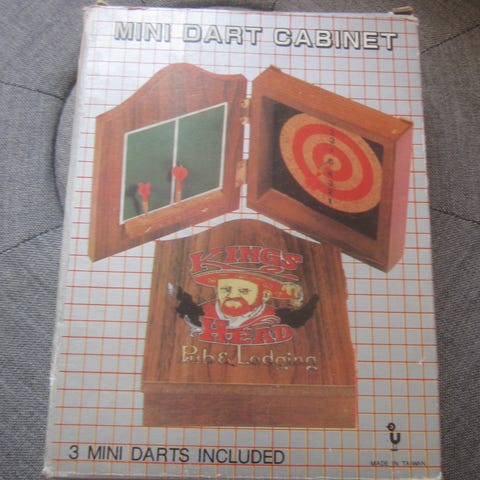 MINI DART CABINET
KINGS
HEAD
Pub & Lodging
3 MINI DARTS INCLUDED
MADE IN TAIWAN